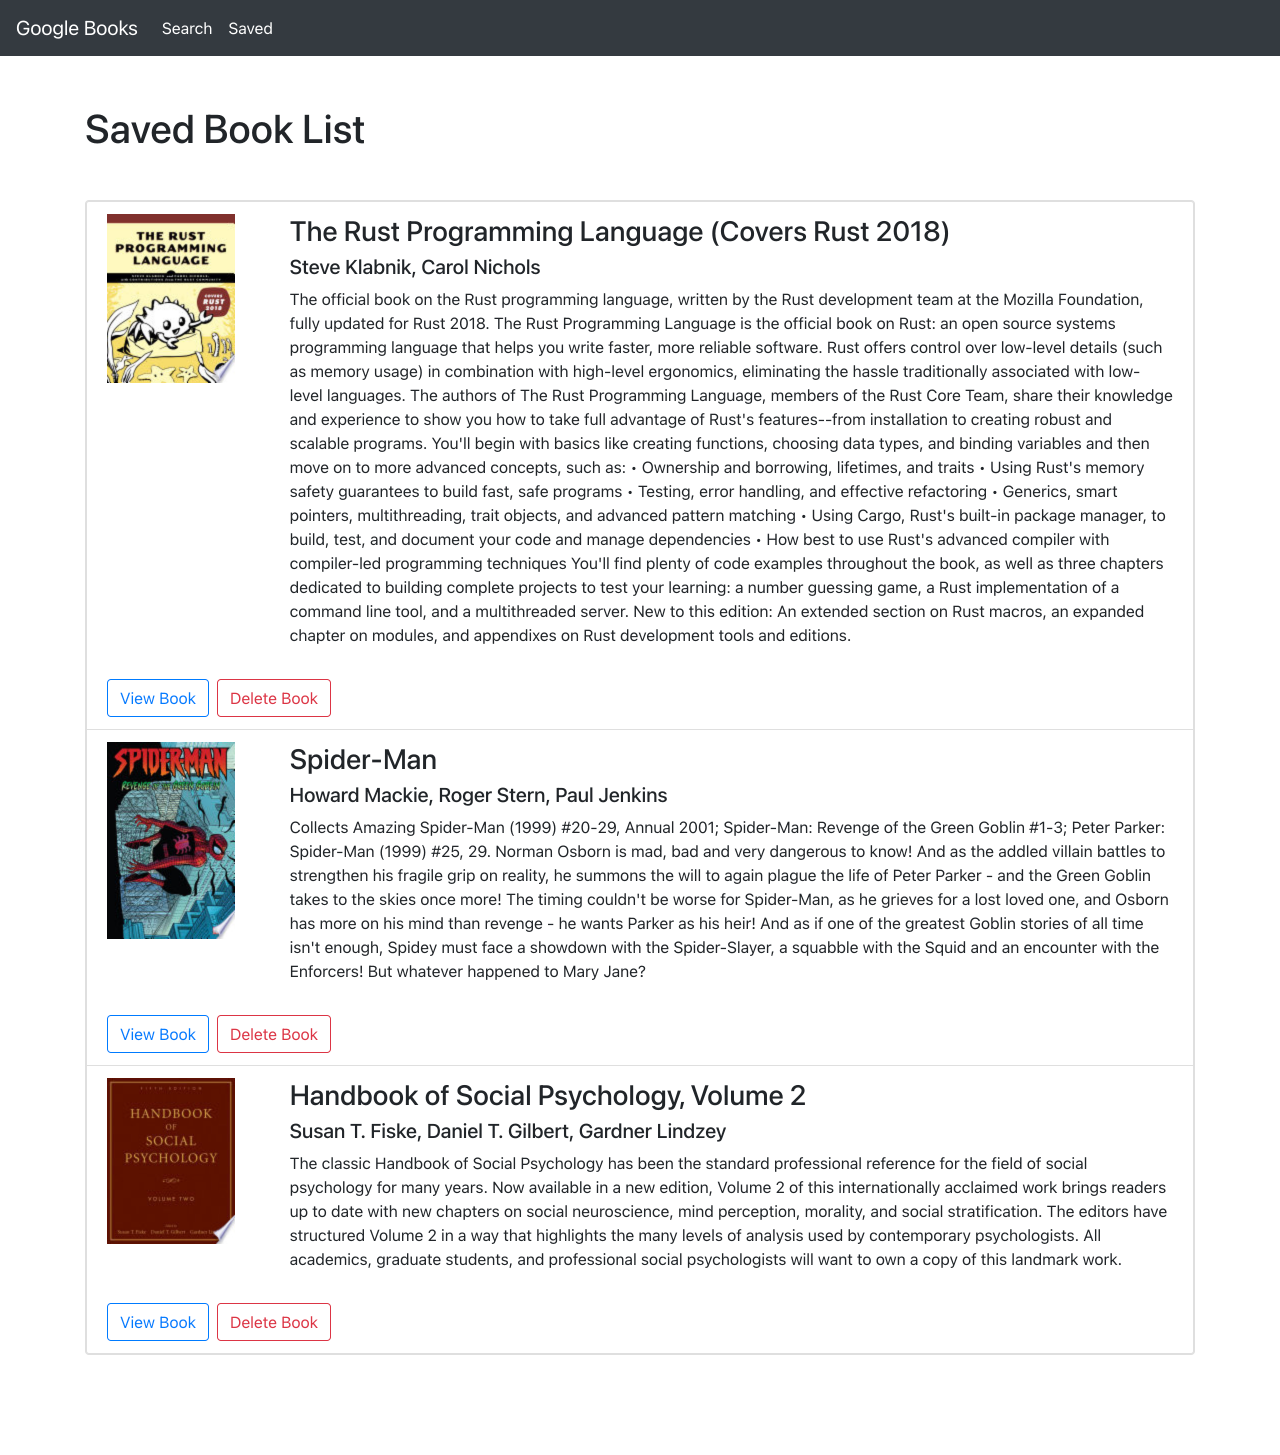 Google Books Search Saved
Saved Book List
THE RUST
PROGRAMMING
LANGUAGE
COVERS
RUST
2018
The Rust Programming Language (Covers Rust 2018)
Steve Klabnik, Carol Nichols
The official book on the Rust programming language, written by the Rust development team at the Mozilla Foundation,
fully updated for Rust 2018. The Rust Programming Language is the official book on Rust: an open source systems
programming language that helps you write faster, more reliable software. Rust offers control over low-level details (such
as memory usage) in combination with high-level ergonomics, eliminating the hassle traditionally associated with low-
level languages. The authors of The Rust Programming Language, members of the Rust Core Team, share their knowledge
and experience to show you how to take full advantage of Rust's features--from installation to creating robust and
scalable programs. You'll begin with basics like creating functions, choosing data types, and binding variables and then
move on to more advanced concepts, such as: • Ownership and borrowing, lifetimes, and traits • Using Rust's memory
safety guarantees to build fast, safe programs • Testing, error handling, and effective refactoring • Generics, smart
pointers, multithreading, trait objects, and advanced pattern matching • Using Cargo, Rust's built-in package manager, to
build, test, and document your code and manage dependencies • How best to use Rust's advanced compiler with
compiler-led programming techniques You'll find plenty of code examples throughout the book, as well as three chapters
dedicated to building complete projects to test your learning: a number guessing game, a Rust implementation of a
command line tool, and a multithreaded server. New to this edition: An extended section on Rust macros, an expanded
chapter on modules, and appendixes on Rust development tools and editions.
View Book Delete Book
SPIDER-MAN
REVENGE OF THE GREEN GOBLIN
Spider-Man
Howard Mackie, Roger Stern, Paul Jenkins
Collects Amazing Spider-Man (1999) #20-29, Annual 2001; Spider-Man: Revenge of the Green Goblin #1-3; Peter Parker:
Spider-Man (1999) #25, 29. Norman Osborn is mad, bad and very dangerous to know! And as the addled villain battles to
strengthen his fragile grip on reality, he summons the will to again plague the life of Peter Parker - and the Green Goblin
takes to the skies once more! The timing couldn't be worse for Spider-Man, as he grieves for a lost loved one, and Osborn
has more on his mind than revenge - he wants Parker as his heir! And as if one of the greatest Goblin stories of all time
isn't enough, Spidey must face a showdown with the Spider-Slayer, a squabble with the Squid and an encounter with the
Enforcers! But whatever happened to Mary Jane?
View Book Delete Book
FIFTH EDITION
HANDBOOK
OF
SOCIAL
PSYCHOLOGY
VOLUME TWO
Susan T. Fiske Daniel T. Gilbert
Handbook of Social Psychology, Volume 2
Susan T. Fiske, Daniel T. Gilbert, Gardner Lindzey
The classic Handbook of Social Psychology has been the standard professional reference for the field of social
psychology for many years. Now available in a new edition, Volume 2 of this internationally acclaimed work brings readers
up to date with new chapters on social neuroscience, mind perception, morality, and social stratification. The editors have
structured Volume 2 in a way that highlights the many levels of analysis used by contemporary psychologists. All
academics, graduate students, and professional social psychologists will want to own a copy of this landmark work.
View Book Delete Book